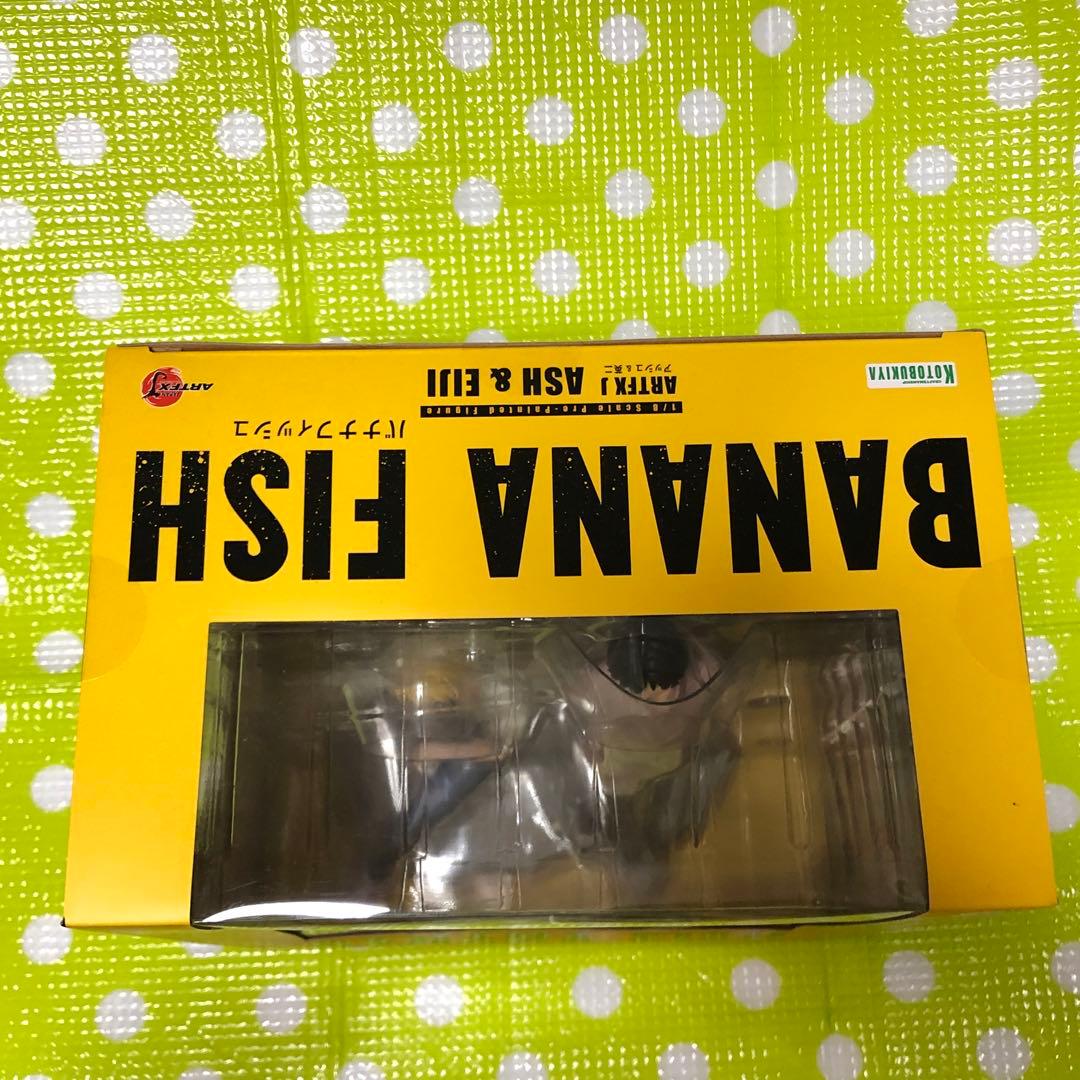 BANANA FISH
バナナフィッシュ
1/8 Scale Pre-Painted Figure
ARTFX J ASH & EIJI
アッシュ & 英二
CRAFTSMANSHIP
KOTOBUKIYA
ARTFX J